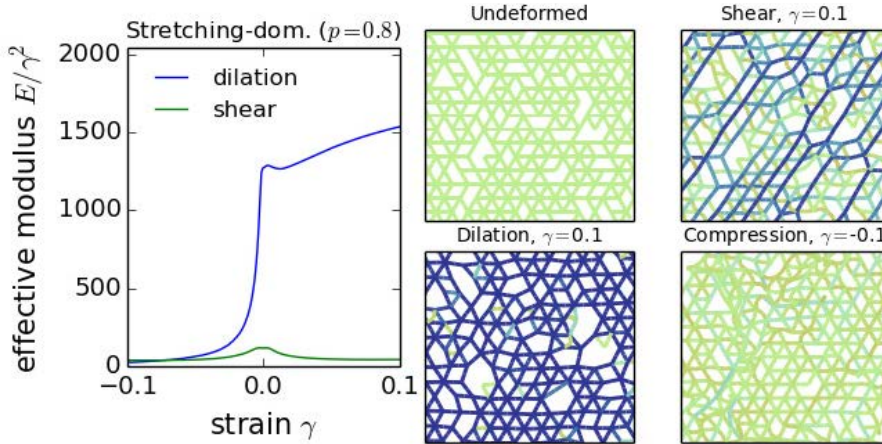 Stretching-dom. (p=0.8)
effective modulus E/γ²
2000
1500
1000
500
0
dilation
shear
−0.1
0.0
0.1
strain γ
Undeformed
Shear, γ=0.1
Dilation, γ=0.1
Compression, γ=-0.1